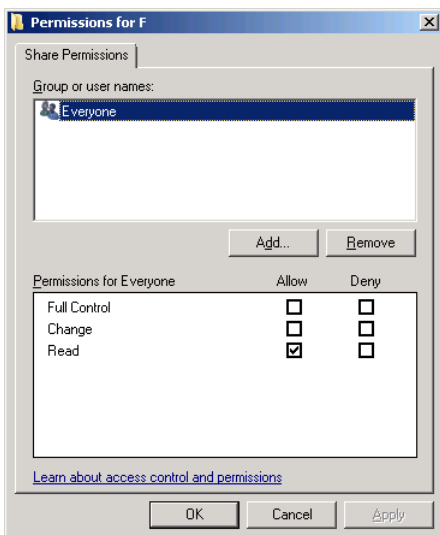 Permissions for F
Share Permissions
Group or user names:
Everyone
Add... Remove
Permissions for Everyone Allow Deny
Full Control
Change
Read
Learn about access control and permissions
OK Cancel Apply